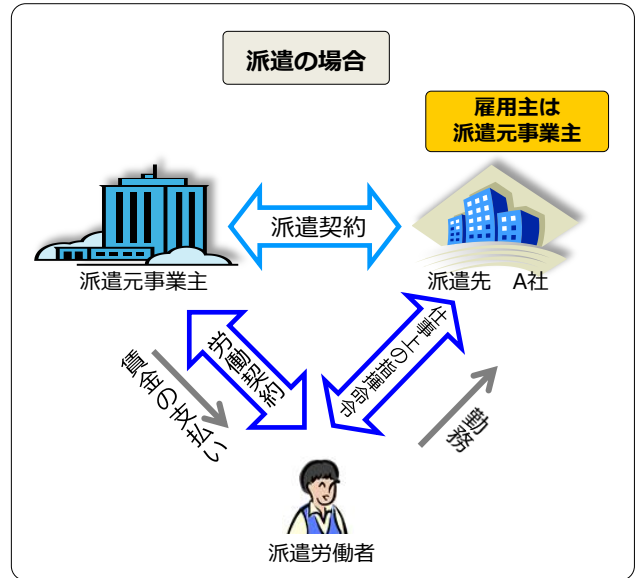 派遣の場合
雇用主は
派遣元事業主
派遣契約
派遣元事業主
派遣先　A社
賃金の支払い
労働契約
仕事上の指揮命令
勤務
派遣労働者